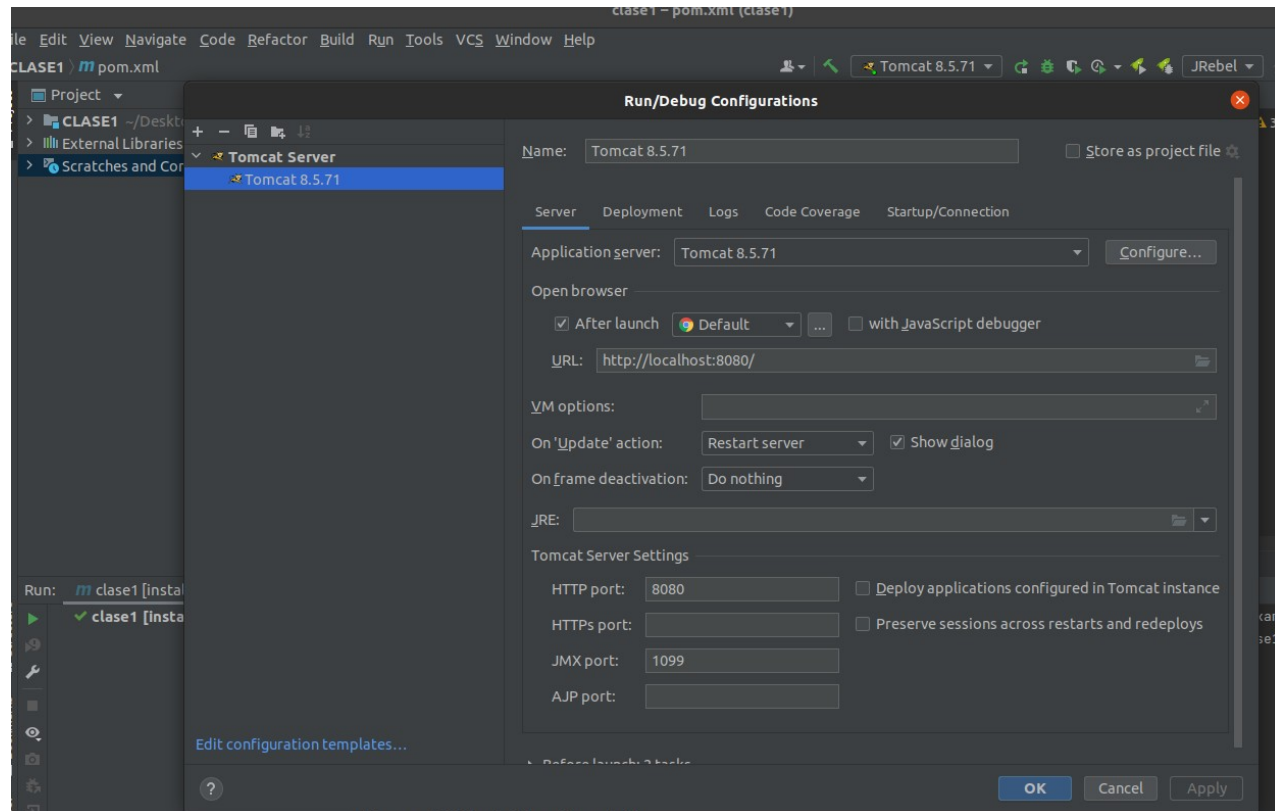 clase1 – pom.xml (clase1)
ile Edit View Navigate Code Refactor Build Run Tools VCS Window Help
CLASE1 pom.xml
Tomcat 8.5.71
JRebel
Project
Run/Debug Configurations
CLASE1 ~/Deskt
External Libraries
Scratches and Cor
Tomcat Server
Tomcat 8.5.71
Name: Tomcat 8.5.71
Store as project file
Server Deployment Logs Code Coverage Startup/Connection
Application server: Tomcat 8.5.71 Configure...
Open browser
After launch Default ... with JavaScript debugger
URL: http://localhost:8080/
VM options:
On 'Update' action: Restart server Show dialog
On frame deactivation: Do nothing
JRE:
Tomcat Server Settings
HTTP port: 8080 Deploy applications configured in Tomcat instance
HTTPs port: Preserve sessions across restarts and redeploys
JMX port: 1099
AJP port:
Run: clase1 [instal
clase1 [insta
Edit configuration templates...
Before launch: 2 tasks
? OK Cancel Apply